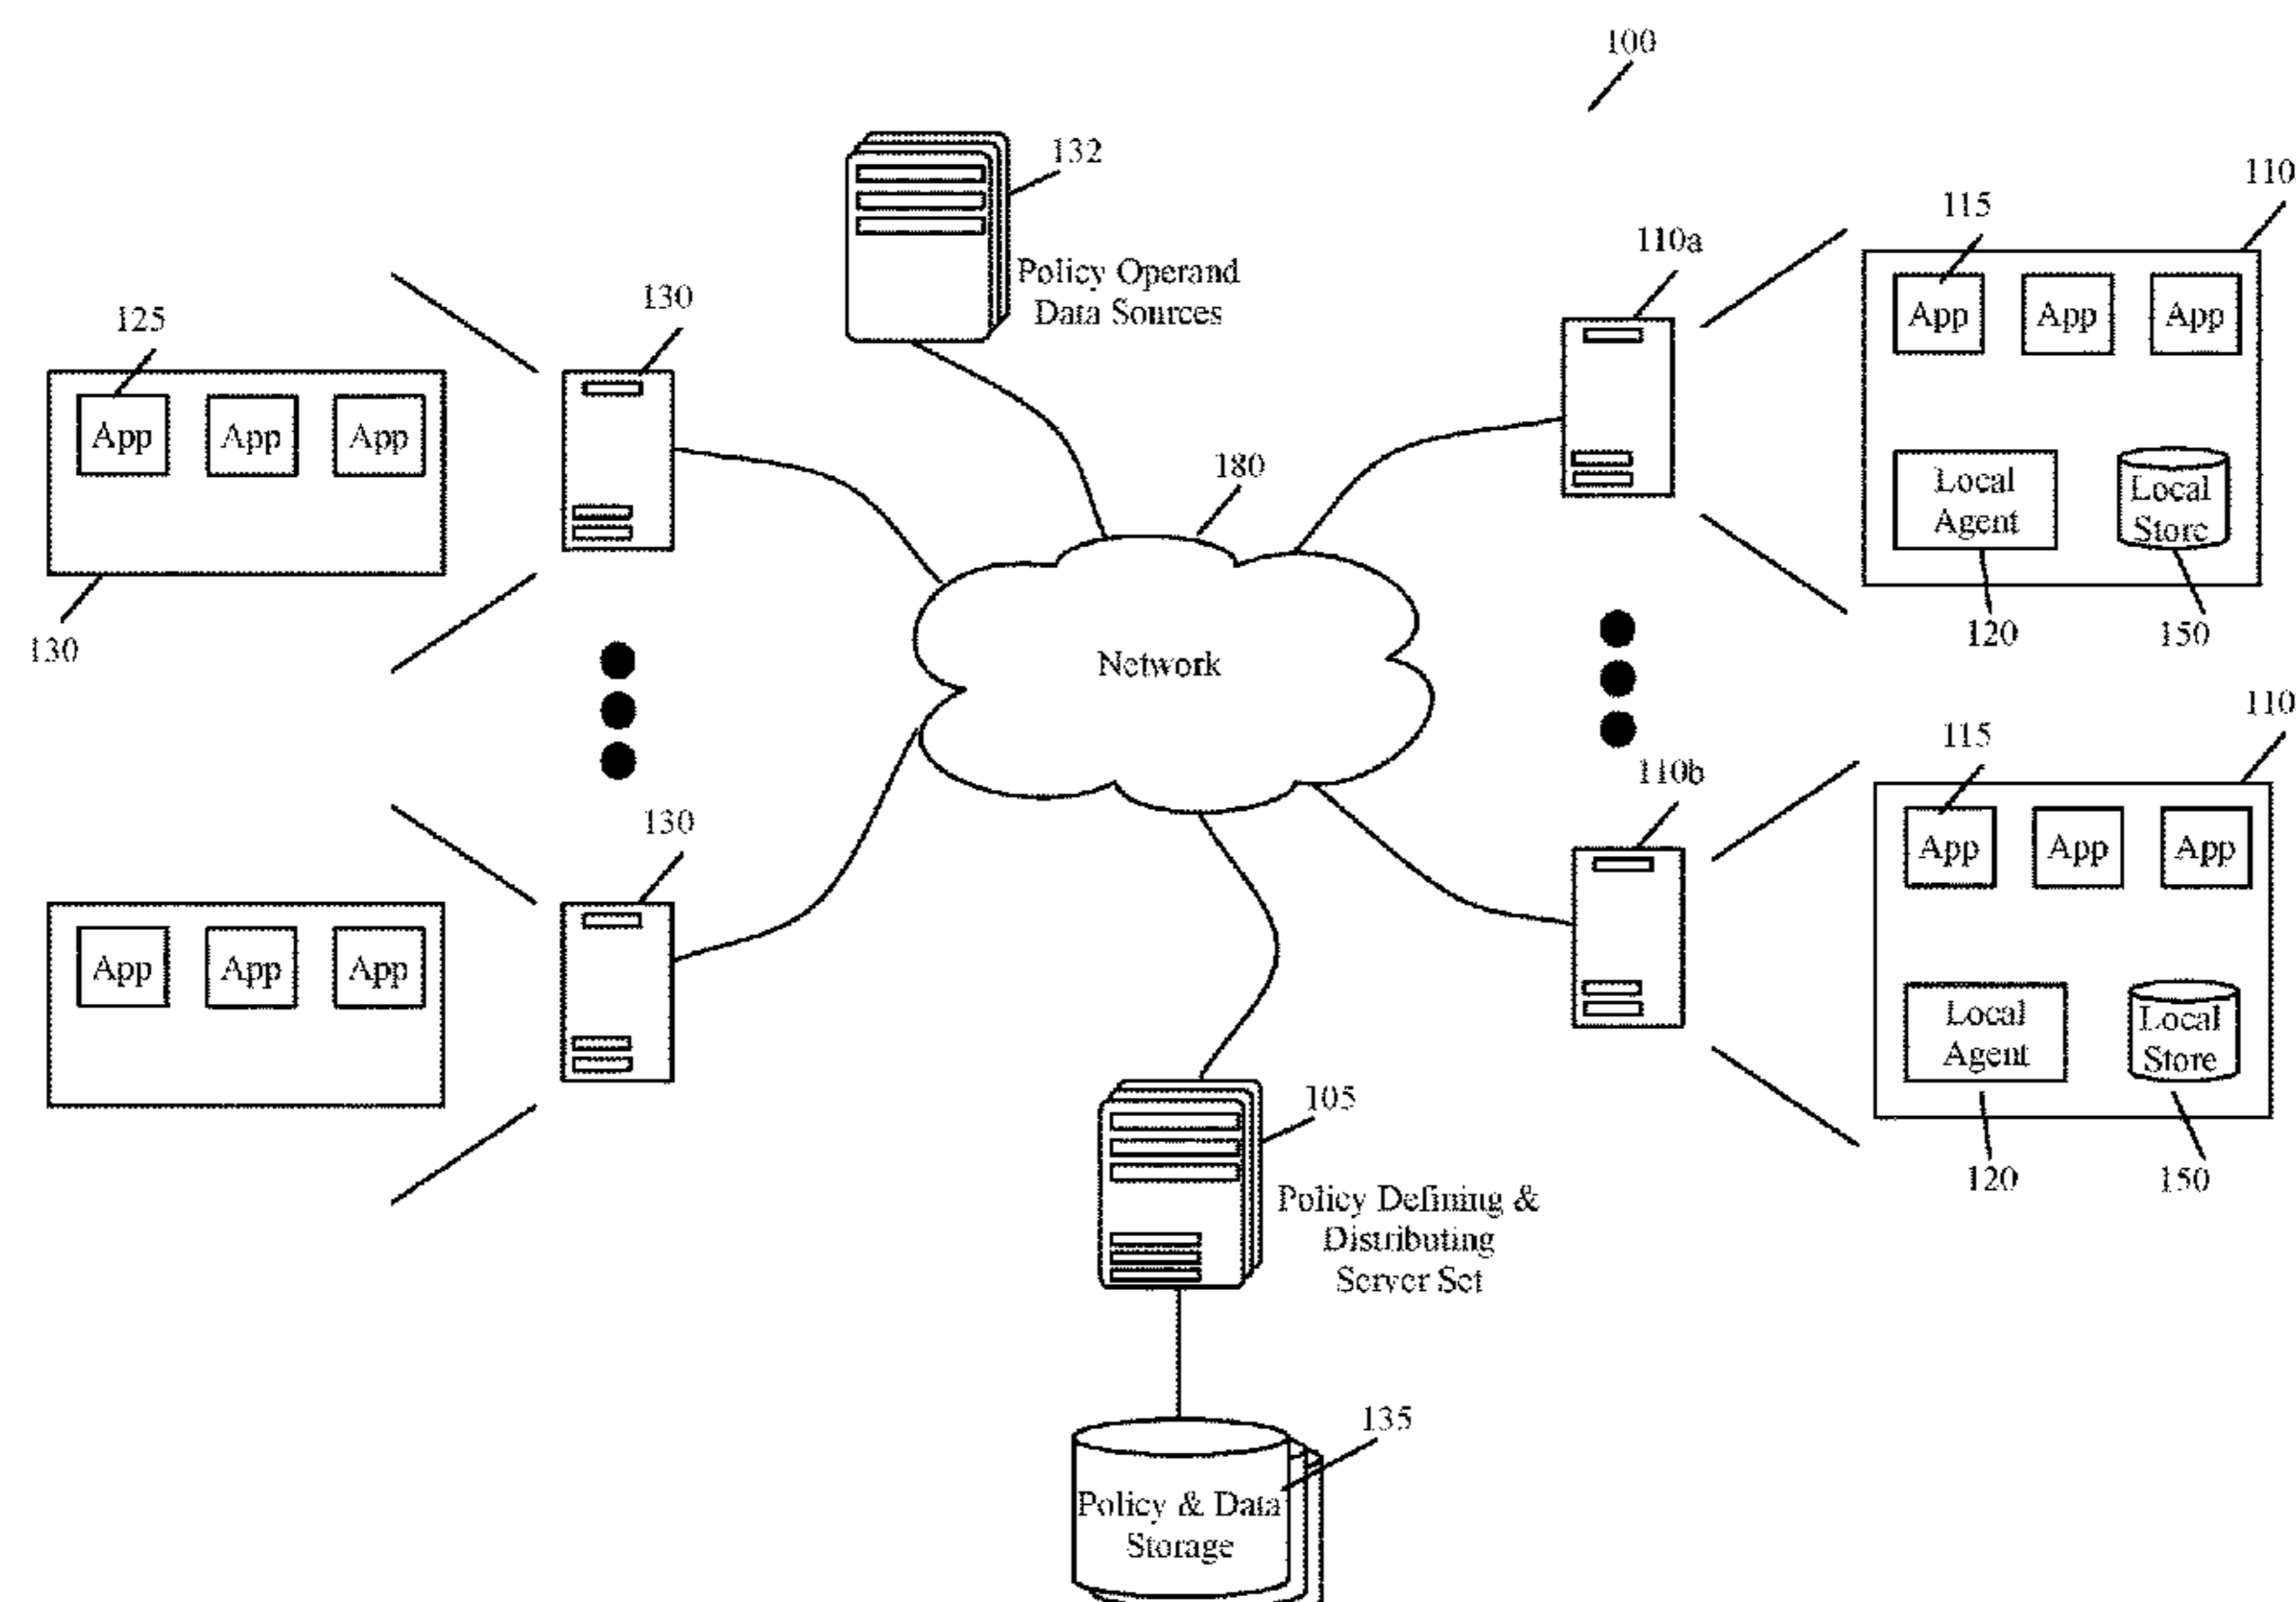 100
132
Policy Operand
Data Sources
110
115
110a
App
App
App
Local
Agent
Local
Store
120
150
130
125
App
App
App
130
180
Network
110
115
110b
App
App
App
Local
Agent
Local
Store
120
150
130
App
App
App
105
Policy Defining &
Distributing
Server Set
135
Policy & Data
Storage